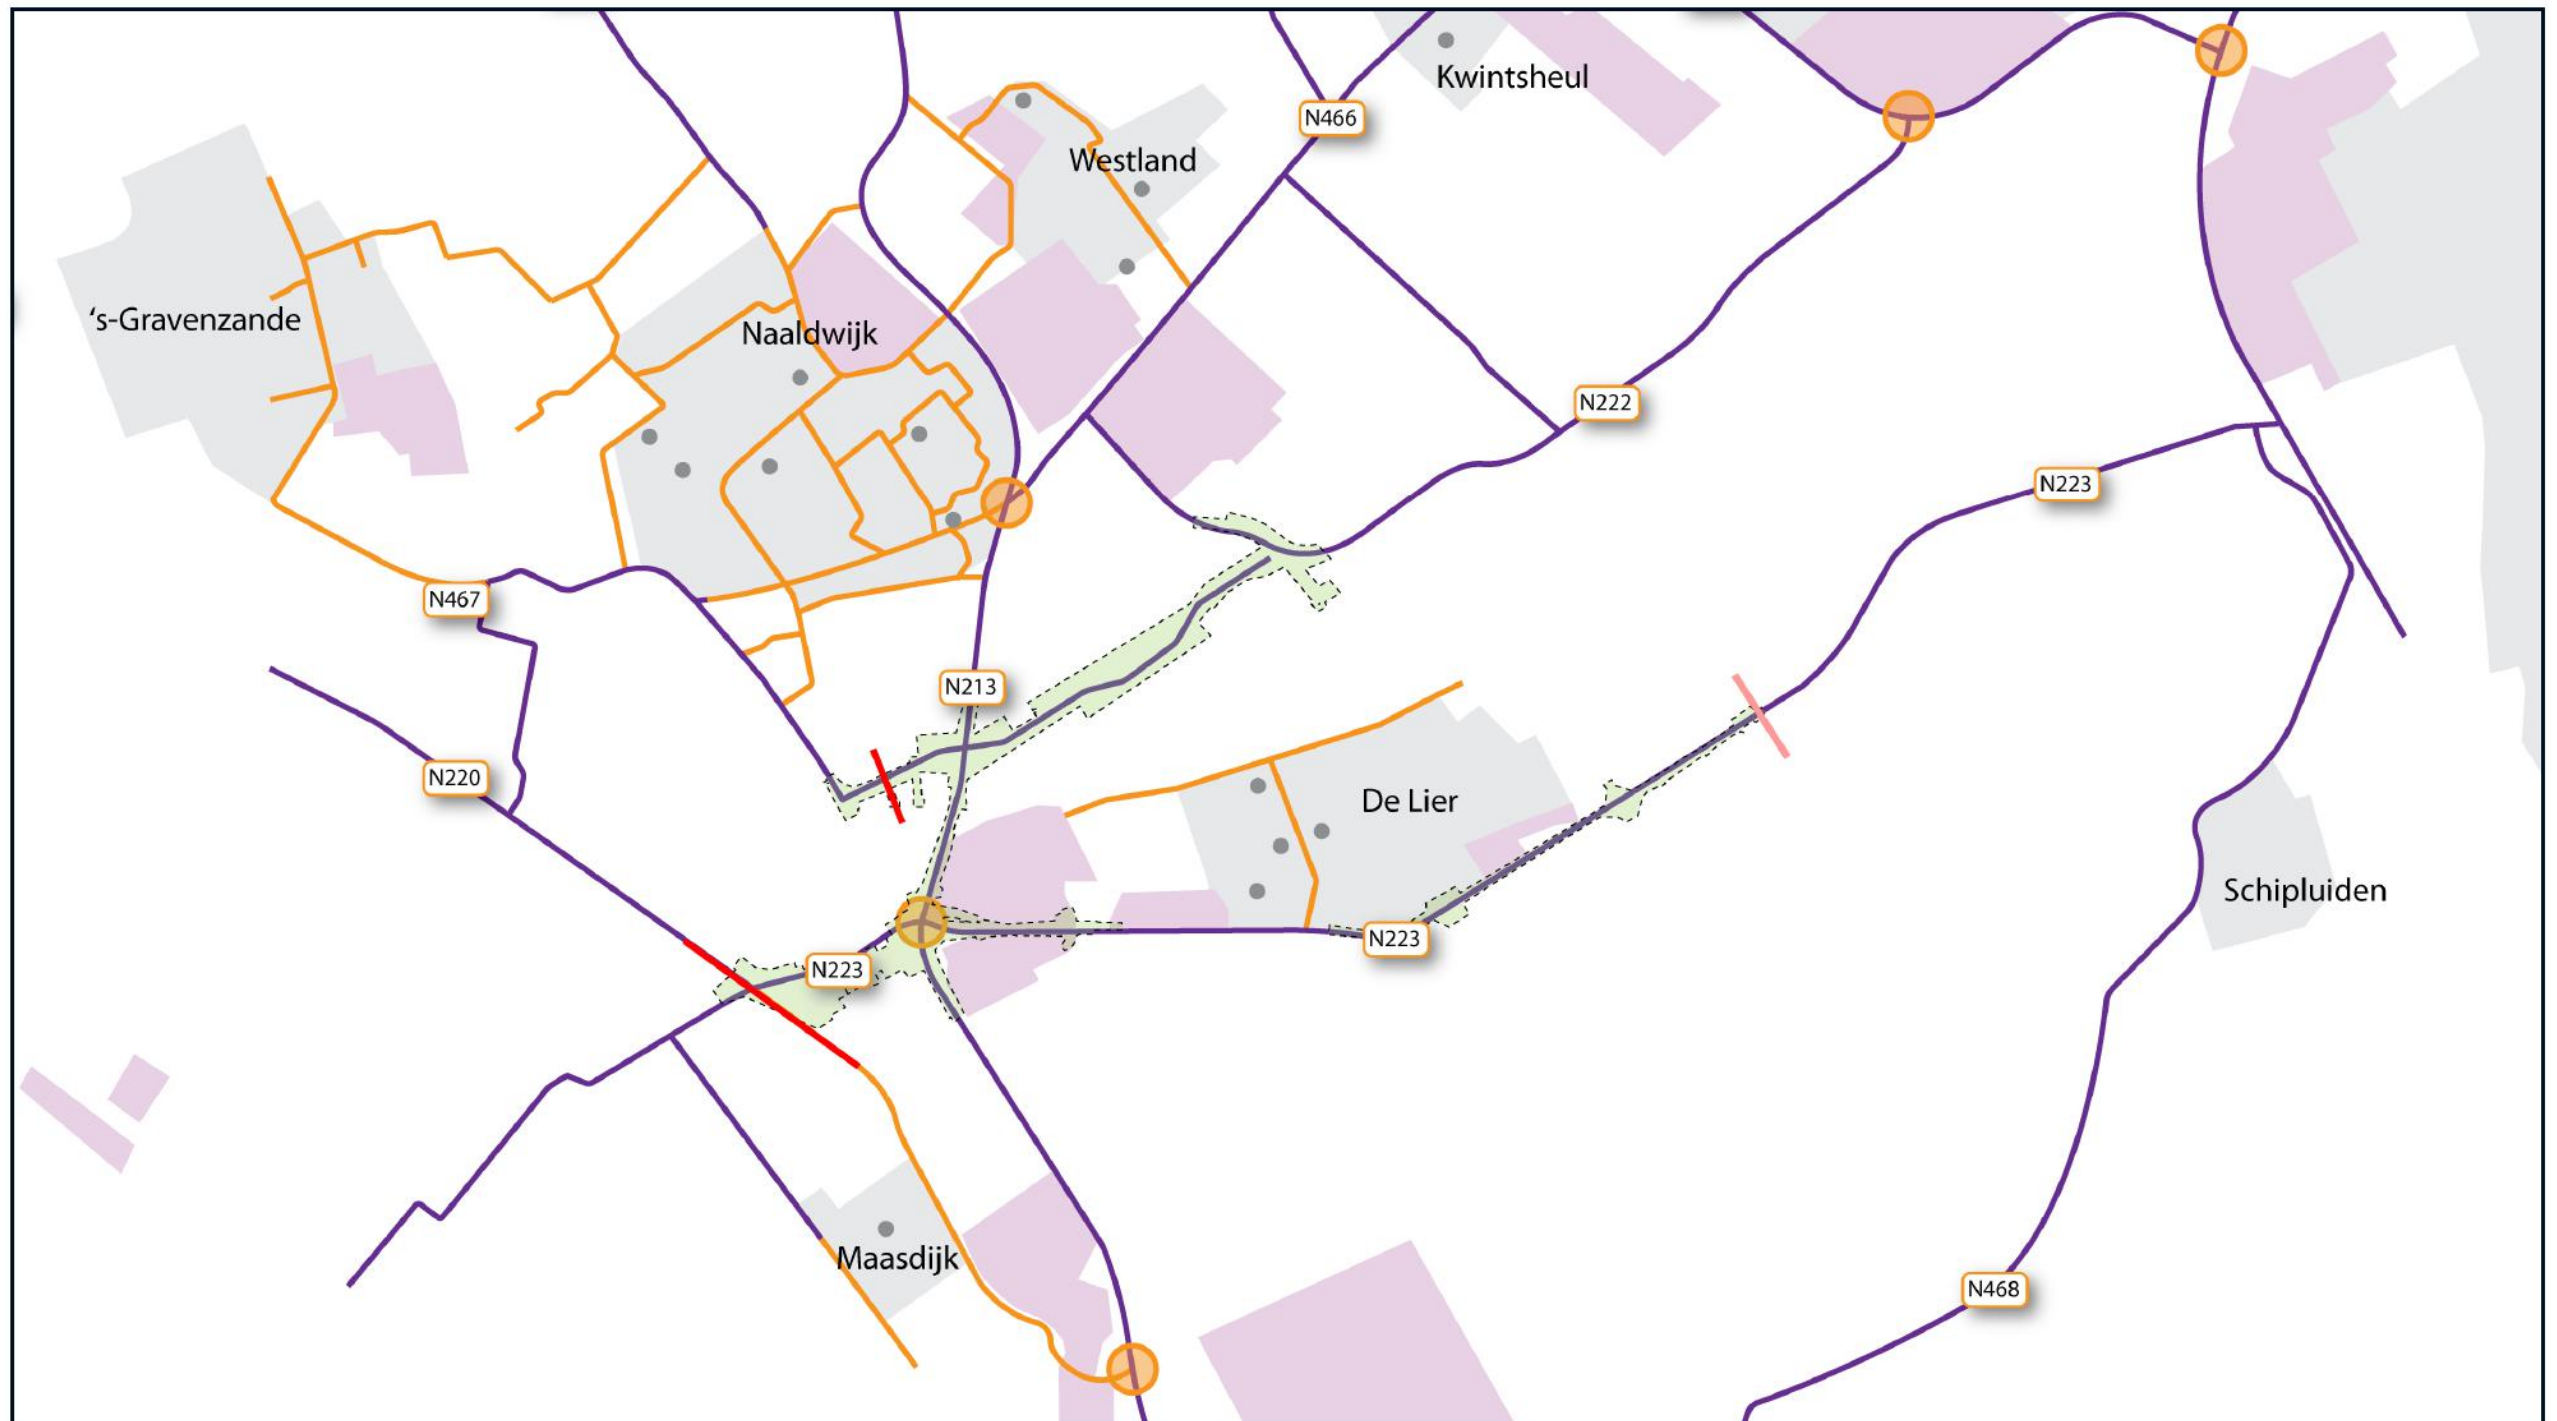 Kwintsheul
N466
Westland
's-Gravenzande
Naaldwijk
N222
N223
N467
N213
N220
De Lier
Schipluiden
N223
N223
Maasdijk
N468